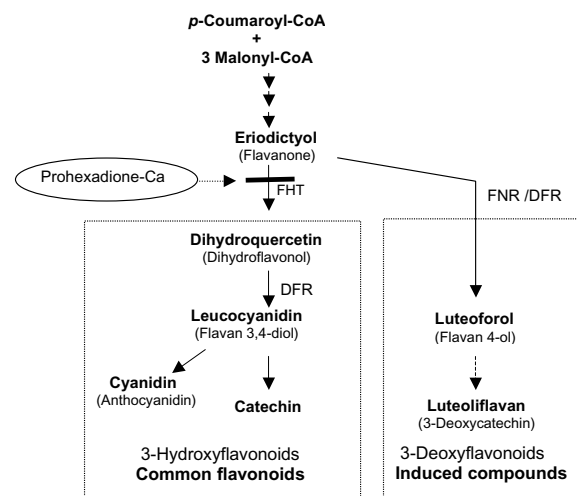 p-Coumaroyl-CoA
+
3 Malonyl-CoA
Eriodictyol
(Flavanone)
Prohexadione-Ca
FHT
FNR /DFR
Dihydroquercetin
(Dihydroflavonol)
DFR
Leucocyanidin
(Flavan 3,4-diol)
Cyanidin
(Anthocyanidin)
Catechin
3-Hydroxyflavonoids
Common flavonoids
Luteoforol
(Flavan 4-ol)
Luteoliflavan
(3-Deoxycatechin)
3-Deoxyflavonoids
Induced compounds